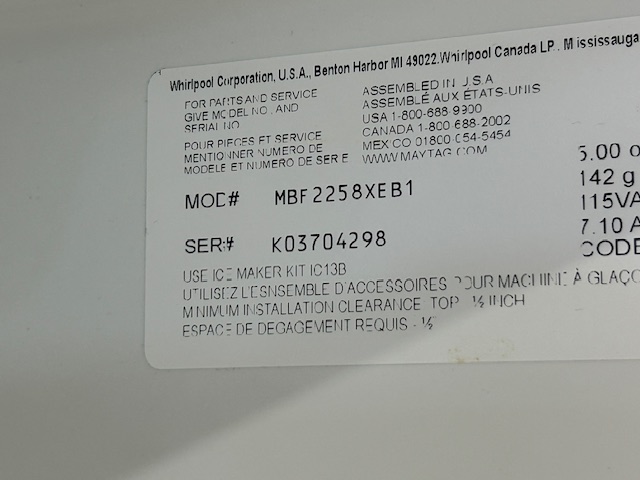 Whirlpool Corporation, U.S.A., Benton Harbor MI 49022. Whirlpool Canada LP., Mississauga
FOR PARTS AND SERVICE
GIVE MODEL NO. AND
SERIAL NO
POUR PIECES ET SERVICE
MENTIONNER NUMERO DE
MODELE ET NUMERO DE SERIE
ASSEMBLED IN U.S.A
ASSEMBLÉ AUX ÉTATS-UNIS
USA 1-800-688-9900
CANADA 1-800-688-2002
MEXICO 01800-054-5454
WWW.MAYTAG.COM
MOD# MBF2258XEB1
SER# K03704298
USE ICE MAKER KIT IC13B
UTILISEZ L'ESNSEMBLE D'ACCESSOIRES POUR MACHINE À GLAÇO
MINIMUM INSTALLATION CLEARANCE TOP ½ INCH
ESPACE DE DEGAGEMENT REQUIS - ½
5.00 o
142 g
115VA
7.10 A
CODE